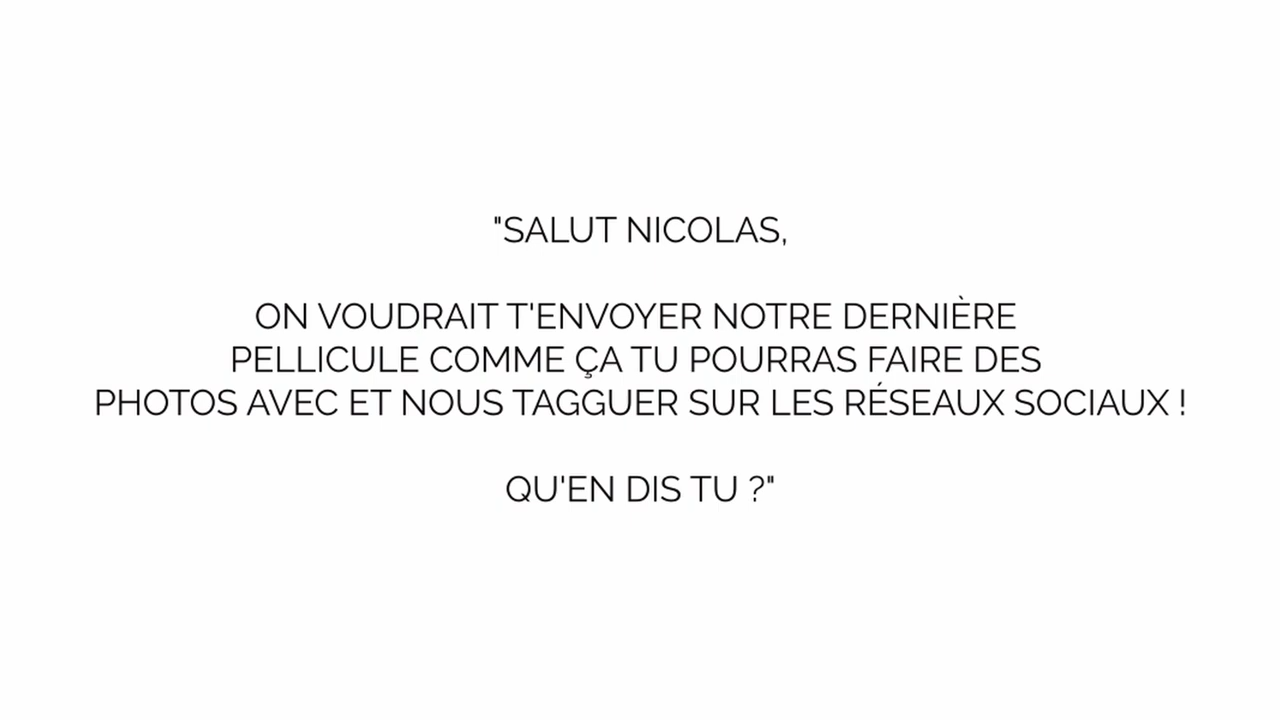 "SALUT NICOLAS,
ON VOUDRAIT T'ENVOYER NOTRE DERNIÈRE
PELLICULE COMME ÇA TU POURRAS FAIRE DES
PHOTOS AVEC ET NOUS TAGGUER SUR LES RÉSEAUX SOCIAUX !
QU'EN DIS TU ?"